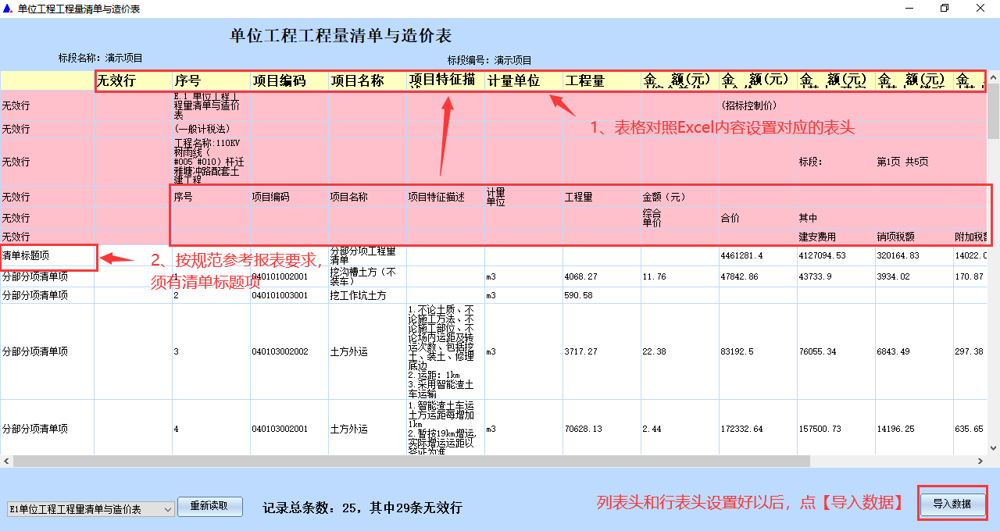 单位工程工程量清单与造价表
单位工程工程量清单与造价表
标段名称：演示项目 标段编号：演示项目
无效行 序号 项目编码 项目名称 项目特征描 计量单位 工程量 金 额(元) 金 额(元) 金 额(元) 金 额(元) 金
无效行 E.1 单位工程工 (招标控制价)
程量清单与造价
表
1、表格对照Excel内容设置对应的表头
无效行 (一般计税法)
无效行 工程名称:110KV 标段： 第1页 共5页
树雨线（
#005 #010）杆迁
雅塘冲路配套土
建工程
无效行 序号 项目编码 项目名称 项目特征描述 计量 工程量 金额（元）
单位
无效行 综合 合价 其中
单价
无效行 建安费用 销项税额 附加税额
清单标题项 分部分项工程量 4461281.4 4127094.53 320164.83 14022.0
清单
2、按规范参考报表要求，
须有清单标题项
分部分项清单项 1 040101002001 挖沟槽土方（不 m3 4068.27 11.76 47842.86 43733.9 3934.02 170.87
装车）
分部分项清单项 2 040101003001 挖工作坑土方 m3 590.58
分部分项清单项 3 040103002002 土方外运 1.不论土质、不 m3 3717.27 22.38 83192.5 76055.34 6843.49 297.38
论施工方法、不
论施工部位、不
论场内运距及转
运次数、包括挖
土、装土、修理
底边
2.运距：1km
3.采用智能渣土
车运输
分部分项清单项 4 040103002001 土方外运 1.智能渣土车运 m3 70628.13 2.44 172332.64 157500.73 14196.25 635.65
土方运距每增加
1km
2.暂按19km增运,
实际增运运距以
签证为准
E1单位工程工程量清单与造价表 重新读取 记录总条数：25，其中29条无效行 列表头和行表头设置好以后，点【导入数据】 导入数据